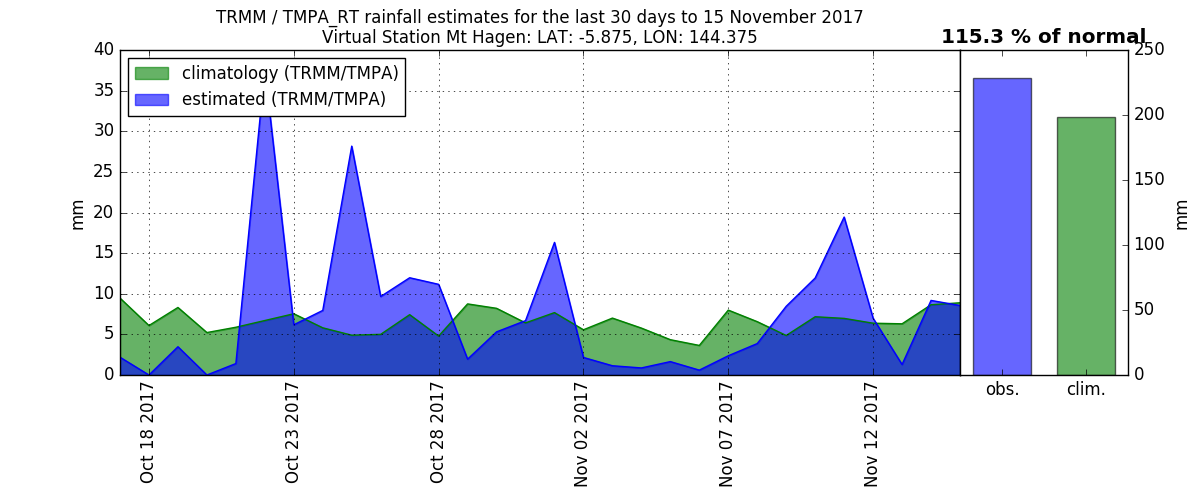 TRMM / TMPA_RT rainfall estimates for the last 30 days to 15 November 2017
Virtual Station Mt Hagen: LAT: -5.875, LON: 144.375
115.3 % of normal
climatology (TRMM/TMPA)
estimated (TRMM/TMPA)
mm
40
35
30
25
20
15
10
5
0
Oct 18 2017
Oct 23 2017
Oct 28 2017
Nov 02 2017
Nov 07 2017
Nov 12 2017
250
200
150
100
50
0
mm
obs.
clim.